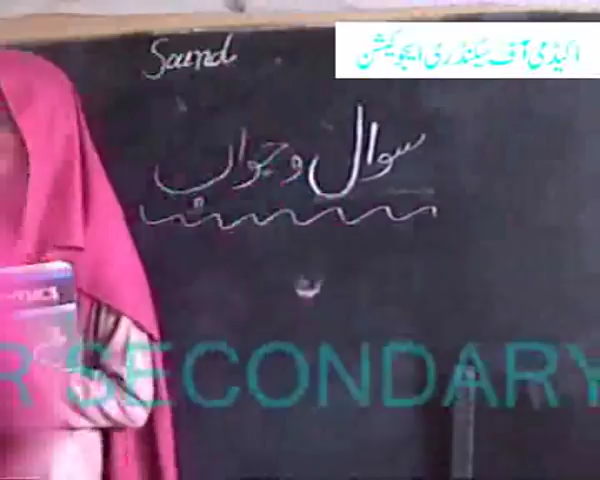 اکیڈمی آف سیکنڈری ایجوکیشن
Sound
سوال و جواب
R SECONDARY